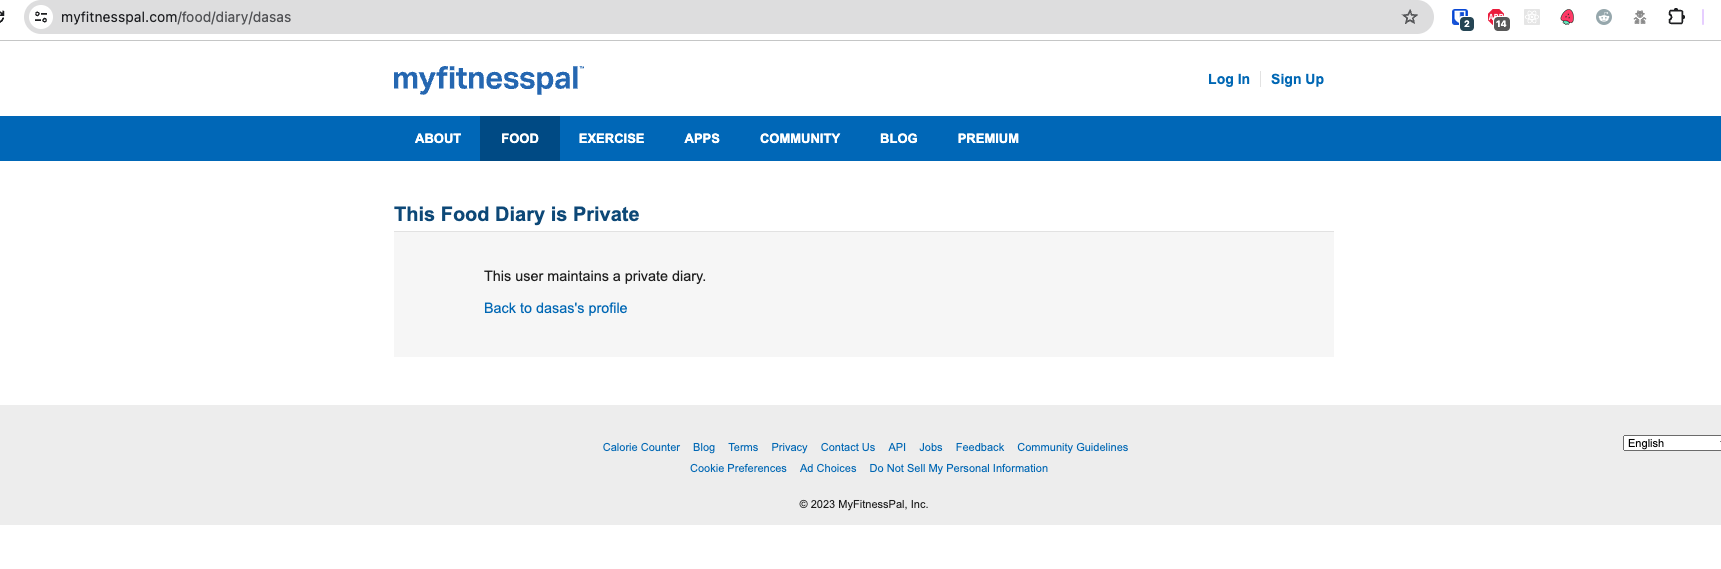 myfitnesspal.com/food/diary/dasas
2
14
myfitnesspal™
Log In
Sign Up
ABOUT FOOD EXERCISE APPS COMMUNITY BLOG PREMIUM
This Food Diary is Private
This user maintains a private diary.
Back to dasas's profile
Calorie Counter Blog Terms Privacy Contact Us API Jobs Feedback Community Guidelines
English
Cookie Preferences Ad Choices Do Not Sell My Personal Information
© 2023 MyFitnessPal, Inc.